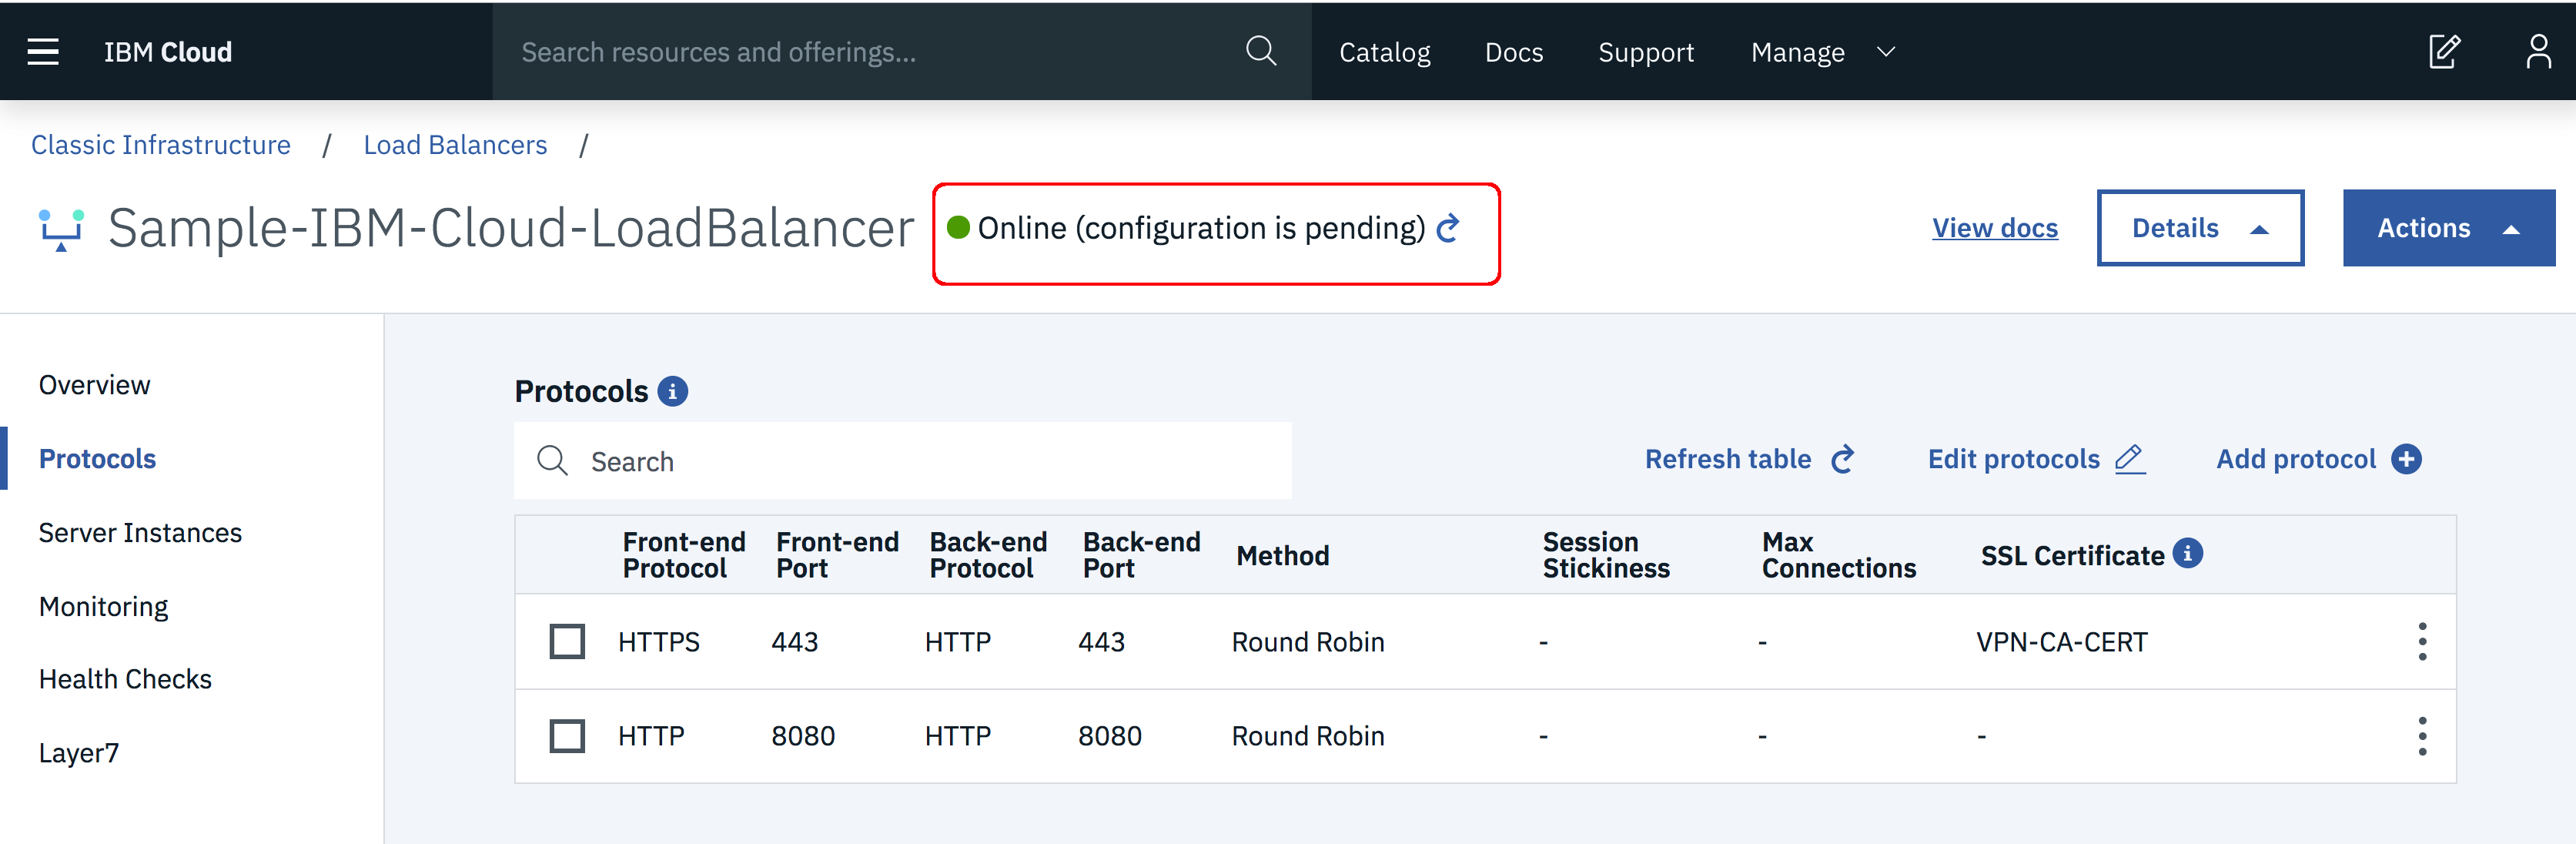 IBM Cloud
Search resources and offerings...
Catalog
Docs
Support
Manage
Classic Infrastructure / Load Balancers /
Sample-IBM-Cloud-LoadBalancer
Online (configuration is pending)
View docs
Details
Actions
Overview
Protocols
Server Instances
Monitoring
Health Checks
Layer7
Protocols
Search
Refresh table
Edit protocols
Add protocol
Front-end Protocol
Front-end Port
Back-end Protocol
Back-end Port
Method
Session Stickiness
Max Connections
SSL Certificate
HTTPS 443 HTTP 443 Round Robin - - VPN-CA-CERT
HTTP 8080 HTTP 8080 Round Robin - - -